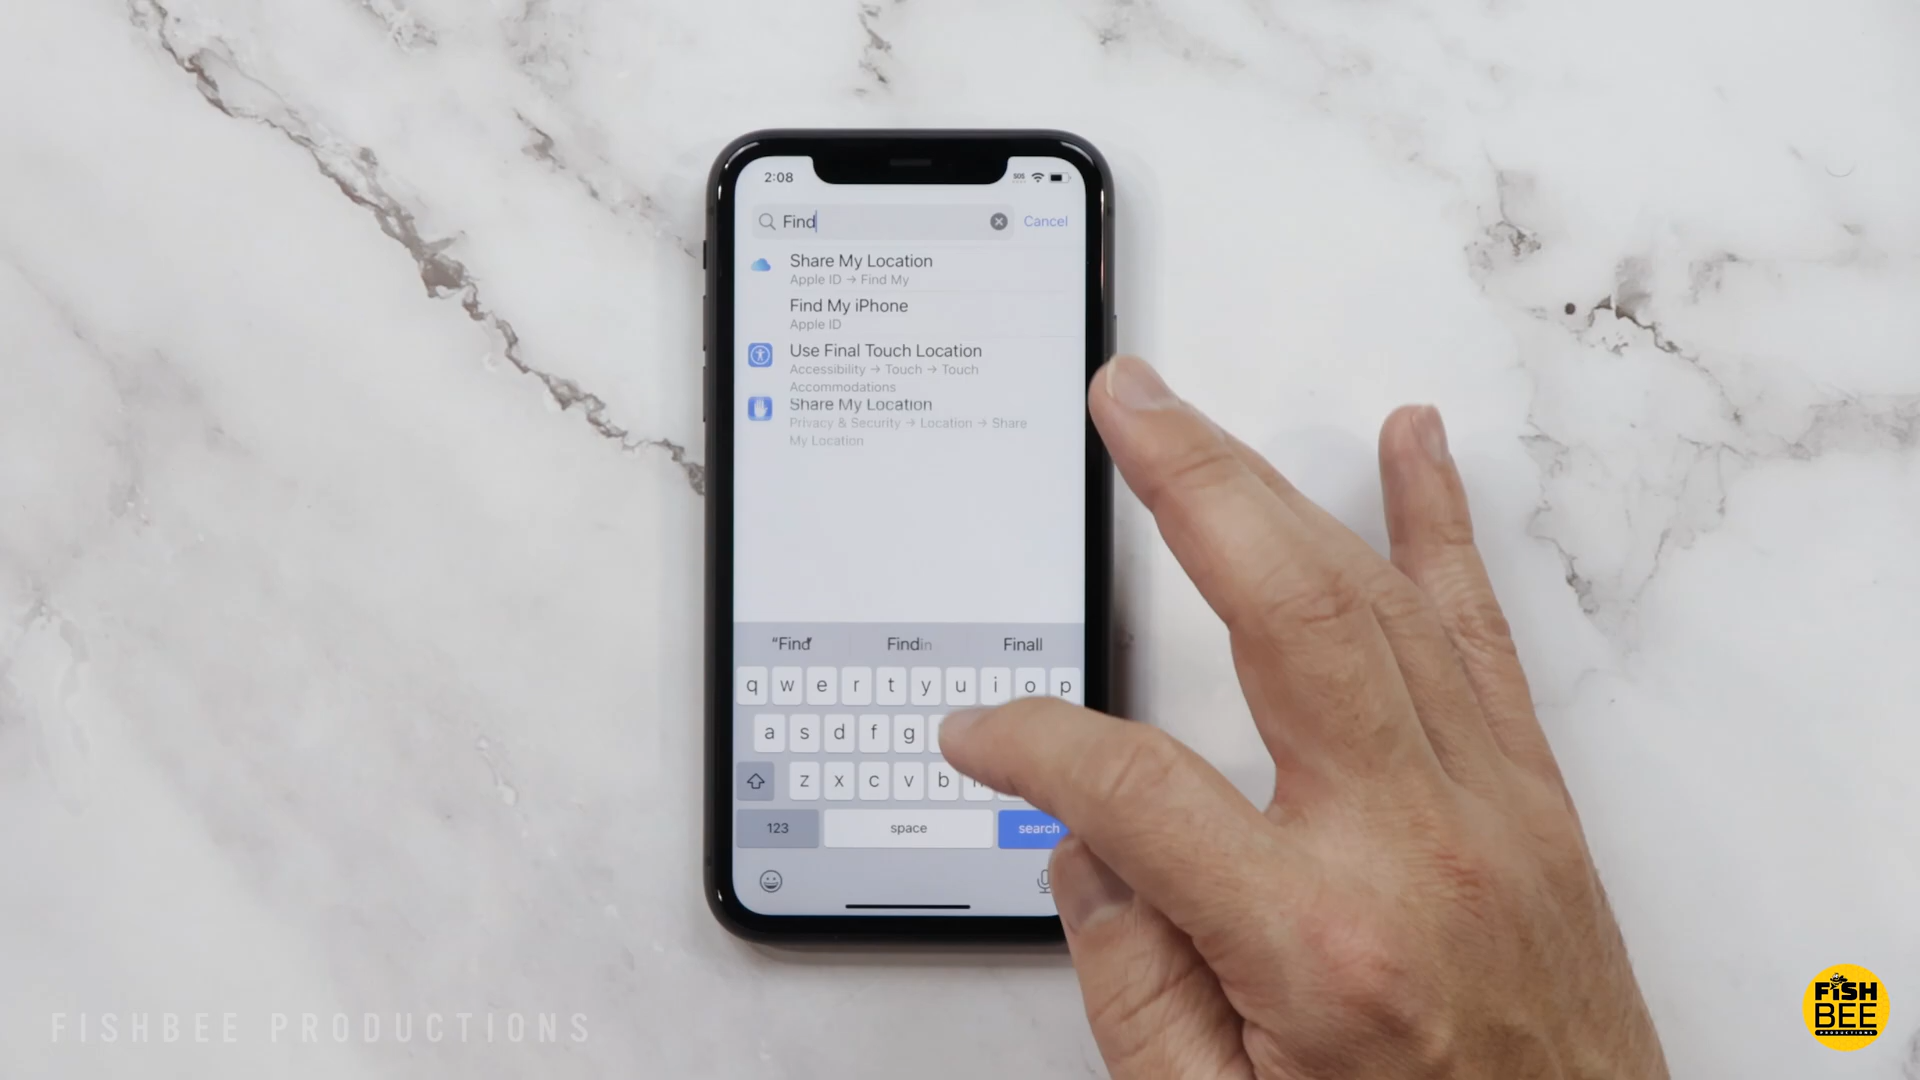 2:08
SOS
Find
Cancel
Share My Location
Apple ID → Find My
Find My iPhone
Apple ID
Use Final Touch Location
Accessibility → Touch → Touch
Accommodations
Share My Location
Privacy & Security → Location → Share
My Location
"Find" Findin Finall
q w e r t y u i o p
a s d f g
z x c v b
123 space search
FISHBEE PRODUCTIONS
FISH
BEE
PRODUCTIONS